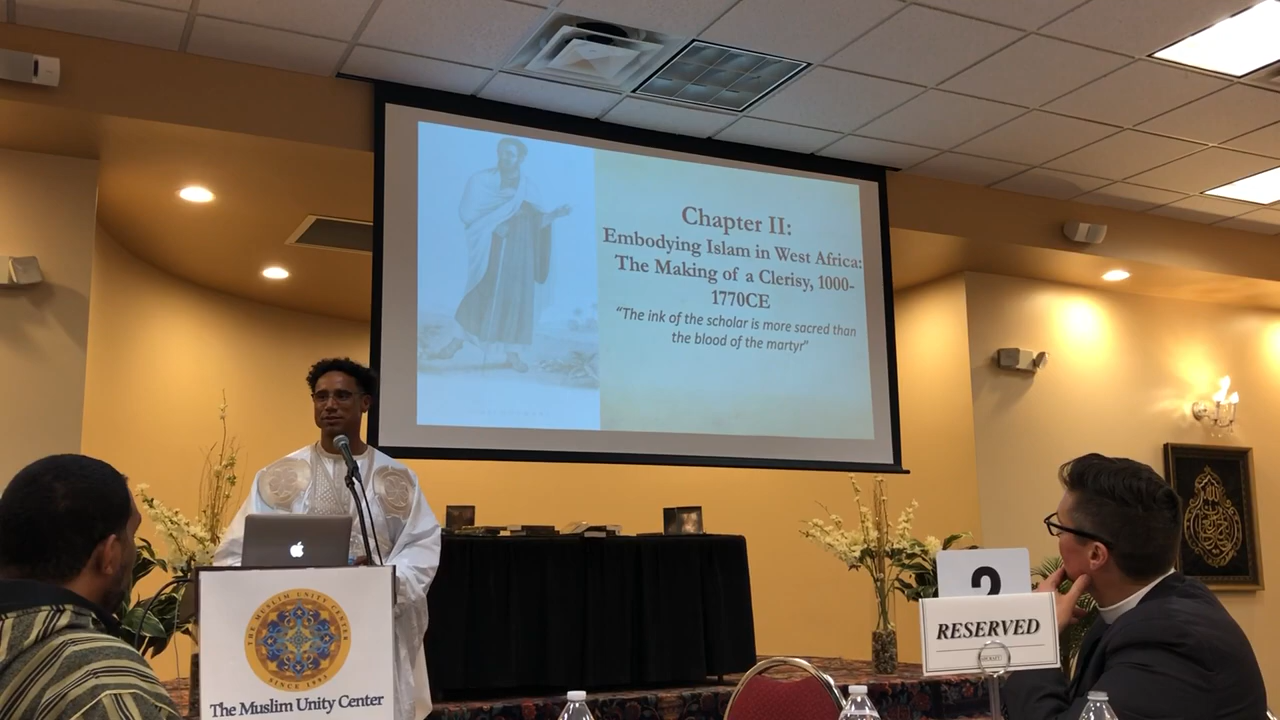 Chapter II:
Embodying Islam in West Africa:
The Making of a Clerisy, 1000-
1770CE
“The ink of the scholar is more sacred than
the blood of the martyr”
THE MUSLIM UNITY CENTER
SINCE 1993
The Muslim Unity Center
2
RESERVED